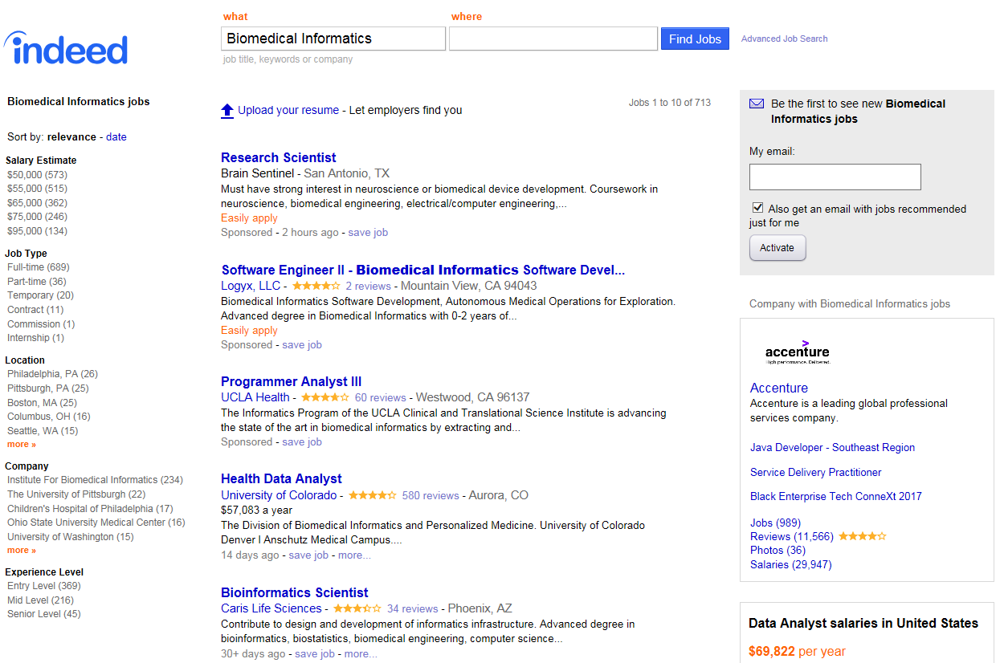 what
where
indeed
Biomedical Informatics
Find Jobs
Advanced Job Search
job title, keywords or company
Biomedical Informatics jobs
Sort by: relevance - date
Salary Estimate
$50,000 (573)
$55,000 (515)
$65,000 (362)
$75,000 (246)
$95,000 (134)
Job Type
Full-time (689)
Part-time (36)
Temporary (20)
Contract (11)
Commission (1)
Internship (1)
Location
Philadelphia, PA (26)
Pittsburgh, PA (25)
Boston, MA (25)
Columbus, OH (16)
Seattle, WA (15)
more »
Company
Institute For Biomedical Informatics (234)
The University of Pittsburgh (22)
Children's Hospital of Philadelphia (17)
Ohio State University Medical Center (16)
University of Washington (15)
more »
Experience Level
Entry Level (369)
Mid Level (216)
Senior Level (45)
Upload your resume - Let employers find you
Jobs 1 to 10 of 713
Research Scientist
Brain Sentinel - San Antonio, TX
Must have strong interest in neuroscience or biomedical device development. Coursework in
neuroscience, biomedical engineering, electrical/computer engineering,...
Easily apply
Sponsored - 2 hours ago - save job
Software Engineer II - Biomedical Informatics Software Devel...
Logyx, LLC - 2 reviews - Mountain View, CA 94043
Biomedical Informatics Software Development, Autonomous Medical Operations for Exploration.
Advanced degree in Biomedical Informatics with 0-2 years of...
Easily apply
Sponsored - save job
Programmer Analyst III
UCLA Health - 60 reviews - Westwood, CA 96137
The Informatics Program of the UCLA Clinical and Translational Science Institute is advancing
the state of the art in biomedical informatics by extracting and...
Sponsored - save job
Health Data Analyst
University of Colorado - 580 reviews - Aurora, CO
$57,083 a year
The Division of Biomedical Informatics and Personalized Medicine. University of Colorado
Denver l Anschutz Medical Campus....
14 days ago - save job - more...
Bioinformatics Scientist
Caris Life Sciences - 34 reviews - Phoenix, AZ
Contribute to design and development of informatics infrastructure. Advanced degree in
bioinformatics, biostatistics, biomedical engineering, computer science...
30+ days ago - save job - more...
Be the first to see new Biomedical
Informatics jobs
My email:
Also get an email with jobs recommended
just for me
Activate
Company with Biomedical Informatics jobs
accenture
High performance. Delivered.
Accenture
Accenture is a leading global professional
services company.
Java Developer - Southeast Region
Service Delivery Practitioner
Black Enterprise Tech ConneXt 2017
Jobs (989)
Reviews (11,566)
Photos (36)
Salaries (29,947)
Data Analyst salaries in United States
$69,822 per year